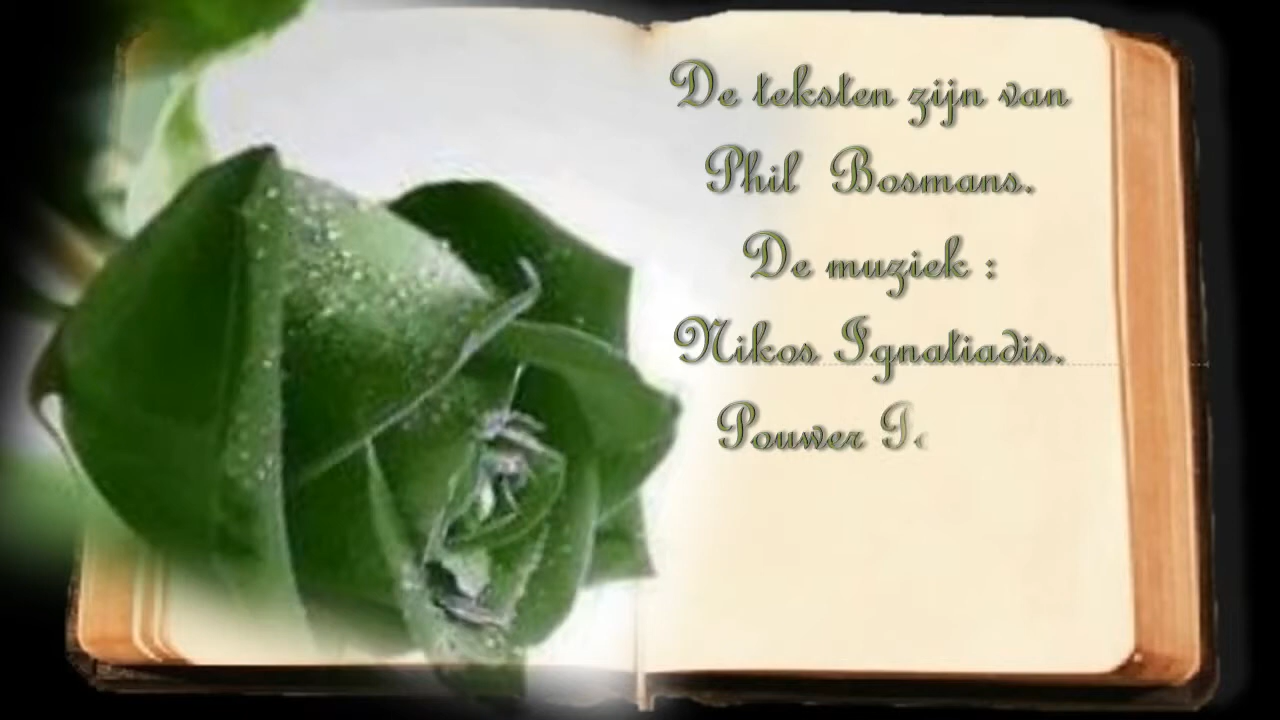 De teksten zijn van
Phil Bosmans.
De muziek :
Nikos Ignatiadis.
Pouwer